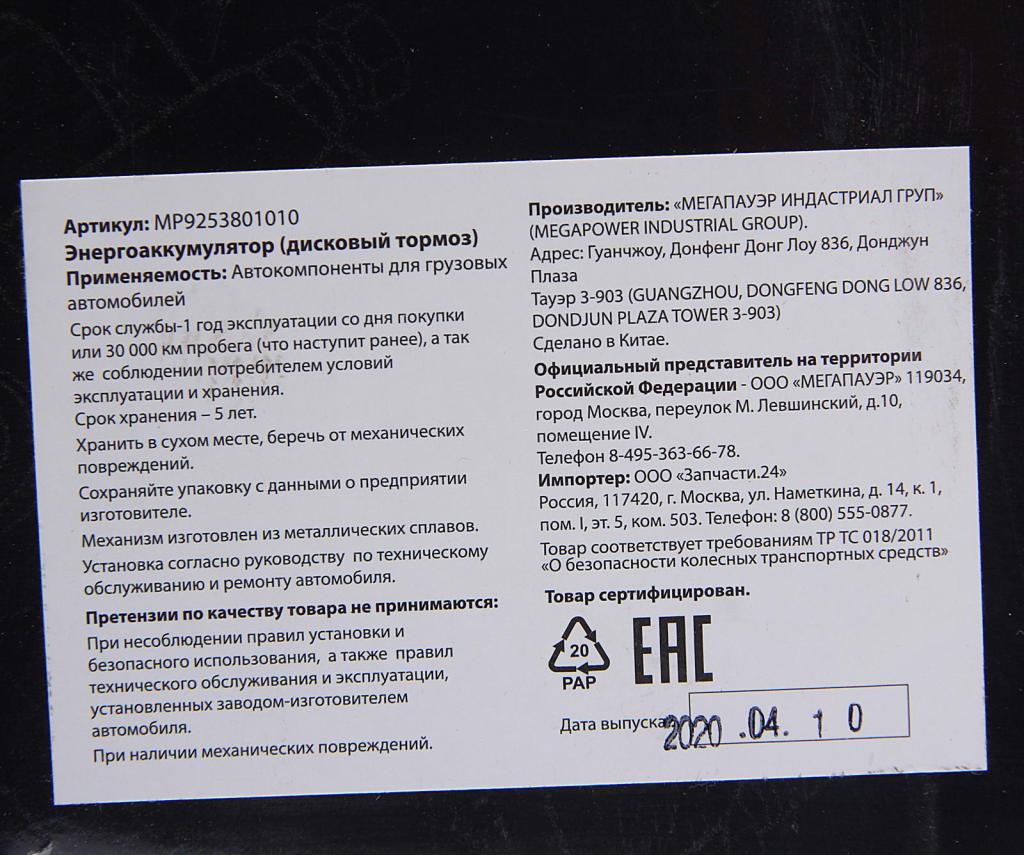 Артикул: MP9253801010
Энергоаккумулятор (дисковый тормоз)
Применяемость: Автокомпоненты для грузовых
автомобилей
Срок службы-1 год эксплуатации со дня покупки
или 30 000 км пробега (что наступит ранее), а так
же соблюдении потребителем условий
эксплуатации и хранения.
Срок хранения – 5 лет.
Хранить в сухом месте, беречь от механических
повреждений.
Сохраняйте упаковку с данными о предприятии
изготовителе.
Механизм изготовлен из металлических сплавов.
Установка согласно руководству по техническому
обслуживанию и ремонту автомобиля.
Претензии по качеству товара не принимаются:
При несоблюдении правил установки и
безопасного использования, а также правил
технического обслуживания и эксплуатации,
установленных заводом-изготовителем
автомобиля.
При наличии механических повреждений.
Производитель: «МЕГАПАУЭР ИНДАСТРИАЛ ГРУП»
(MEGAPOWER INDUSTRIAL GROUP).
Адрес: Гуанчжоу, Донфенг Донг Лоу 836, Донджун
Плаза
Тауэр 3-903 (GUANGZHOU, DONGFENG DONG LOW 836,
DONDJUN PLAZA TOWER 3-903)
Сделано в Китае.
Официальный представитель на территории
Российской Федерации - ООО «МЕГАПАУЭР» 119034,
город Москва, переулок М. Левшинский, д.10,
помещение IV.
Телефон 8-495-363-66-78.
Импортер: ООО «Запчасти.24»
Россия, 117420, г. Москва, ул. Наметкина, д. 14, к. 1,
пом. I, эт. 5, ком. 503. Телефон: 8 (800) 555-0877.
Товар соответствует требованиям ТР ТС 018/2011
«О безопасности колесных транспортных средств»
Товар сертифицирован.
20
PAP
EAC
Дата выпуска 2020 .04. 10